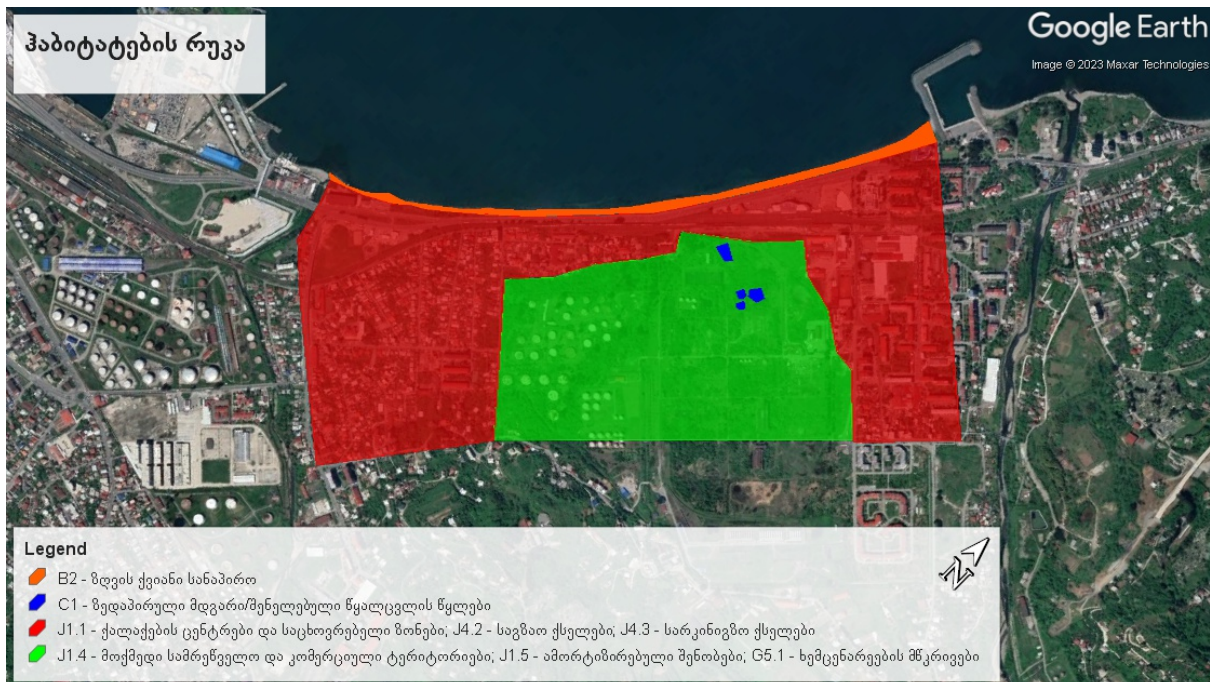 ჰაბიტატების რუკა
Google Earth
Image © 2023 Maxar Technologies
Legend
B2 - ზღვის ქვიანი სანაპირო
C1 - ზედაპირული მდგარი/შენელებული წყალცვლის წყლები
J1.1 - ქალაქების ცენტრები და საცხოვრებელი ზონები; J4.2 - საგზაო ქსელები; J4.3 - სარკინიგზო ქსელები
J1.4 - მოქმედი სამრეწველო და კომერციული ტერიტორიები; J1.5 - ამორტიზირებული შენობები; G5.1 - ხემცენარეების მწკრივები
N